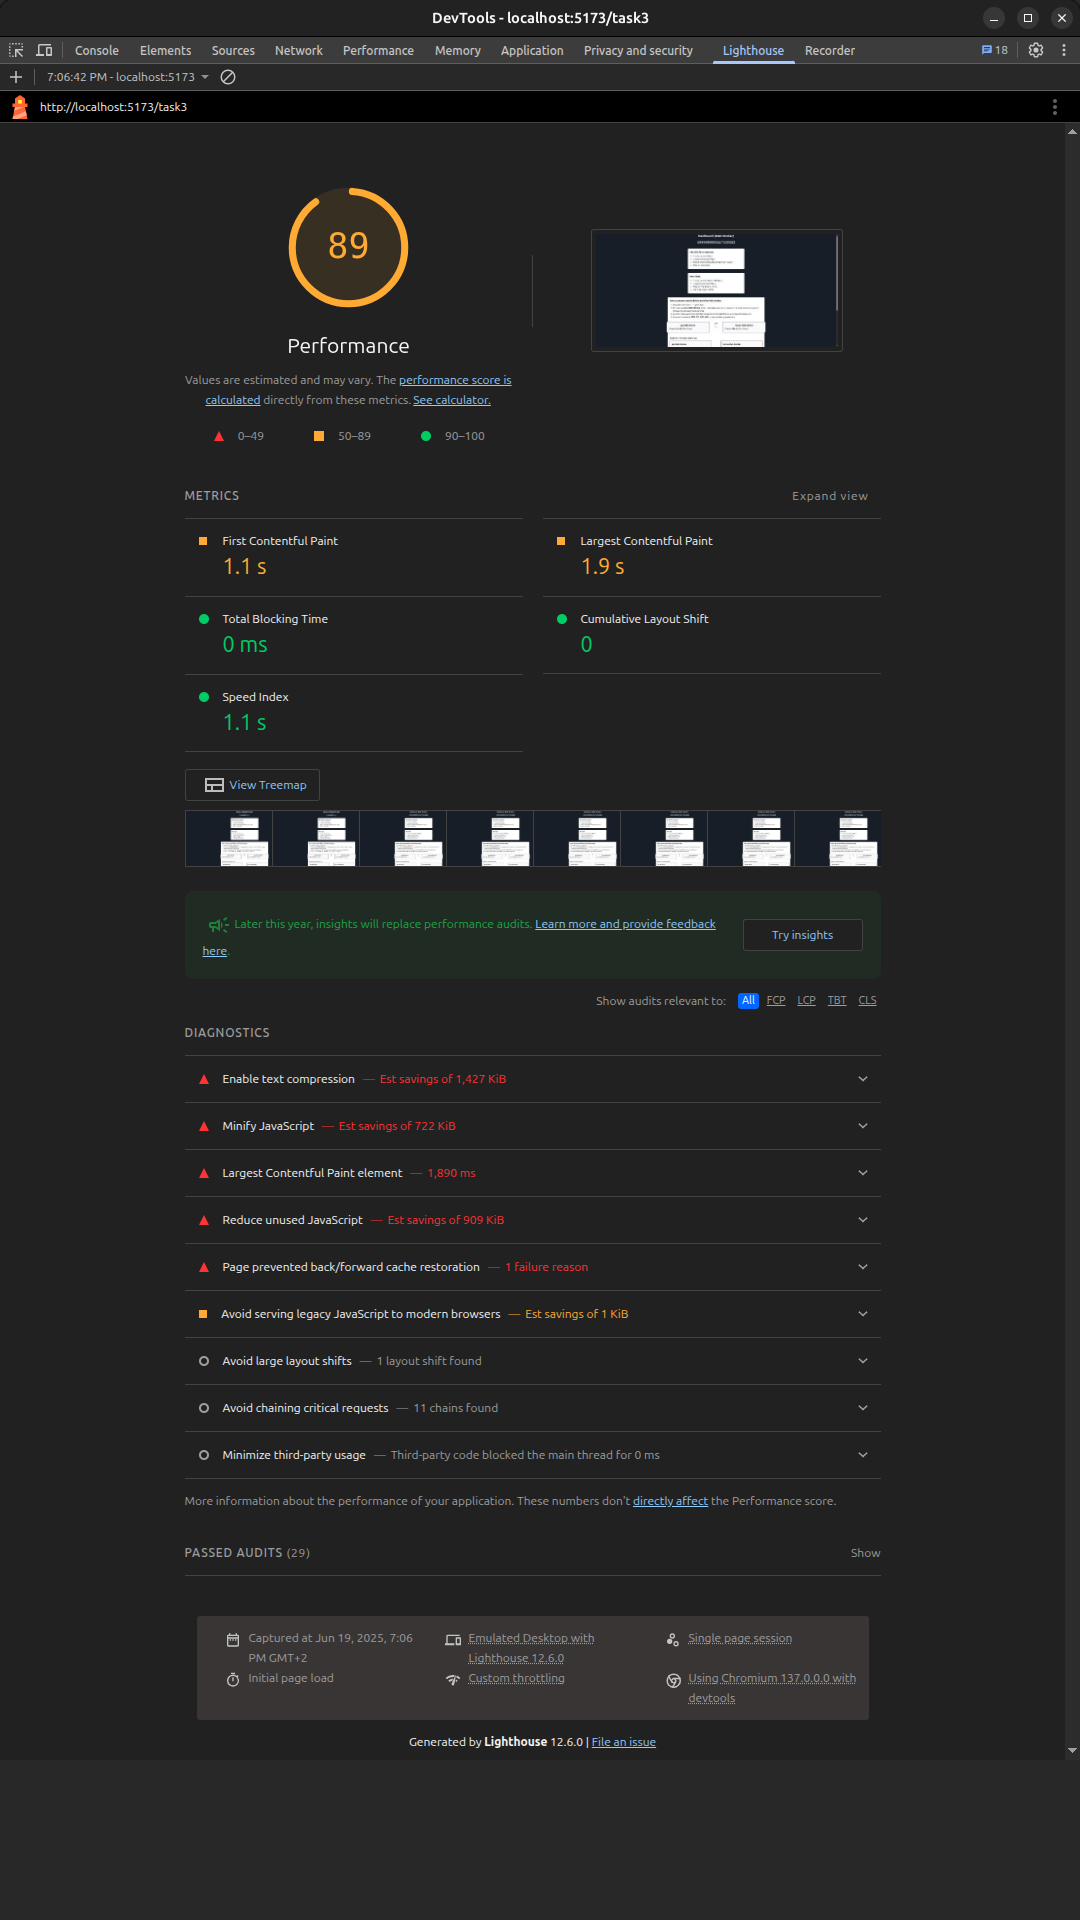 DevTools - localhost:5173/task3
Console Elements Sources Network Performance Memory Application Privacy and security Lighthouse Recorder 18
7:06:42 PM - localhost:5173
http://localhost:5173/task3
89
Performance
Values are estimated and may vary. The performance score is
calculated directly from these metrics. See calculator.
0–49 50–89 90–100
METRICS Expand view
First Contentful Paint
1.1 s
Largest Contentful Paint
1.9 s
Total Blocking Time
0 ms
Cumulative Layout Shift
0
Speed Index
1.1 s
View Treemap
Later this year, insights will replace performance audits. Learn more and provide feedback
here.
Try insights
Show audits relevant to: All FCP LCP TBT CLS
DIAGNOSTICS
Enable text compression — Est savings of 1,427 KiB
Minify JavaScript — Est savings of 722 KiB
Largest Contentful Paint element — 1,890 ms
Reduce unused JavaScript — Est savings of 909 KiB
Page prevented back/forward cache restoration — 1 failure reason
Avoid serving legacy JavaScript to modern browsers — Est savings of 1 KiB
Avoid large layout shifts — 1 layout shift found
Avoid chaining critical requests — 11 chains found
Minimize third-party usage — Third-party code blocked the main thread for 0 ms
More information about the performance of your application. These numbers don't directly affect the Performance score.
PASSED AUDITS (29) Show
Captured at Jun 19, 2025, 7:06
PM GMT+2
Emulated Desktop with
Lighthouse 12.6.0
Single page session
Initial page load
Custom throttling
Using Chromium 137.0.0.0 with
devtools
Generated by Lighthouse 12.6.0 | File an issue